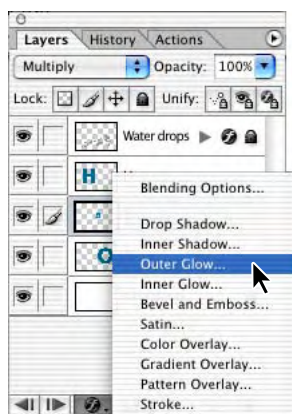 Layers History Actions
Multiply Opacity: 100%
Lock: Unify:
Water drops
H
Blending Options...
Drop Shadow...
Inner Shadow...
Outer Glow...
Inner Glow...
Bevel and Emboss...
Satin...
Color Overlay...
Gradient Overlay...
Pattern Overlay...
Stroke...